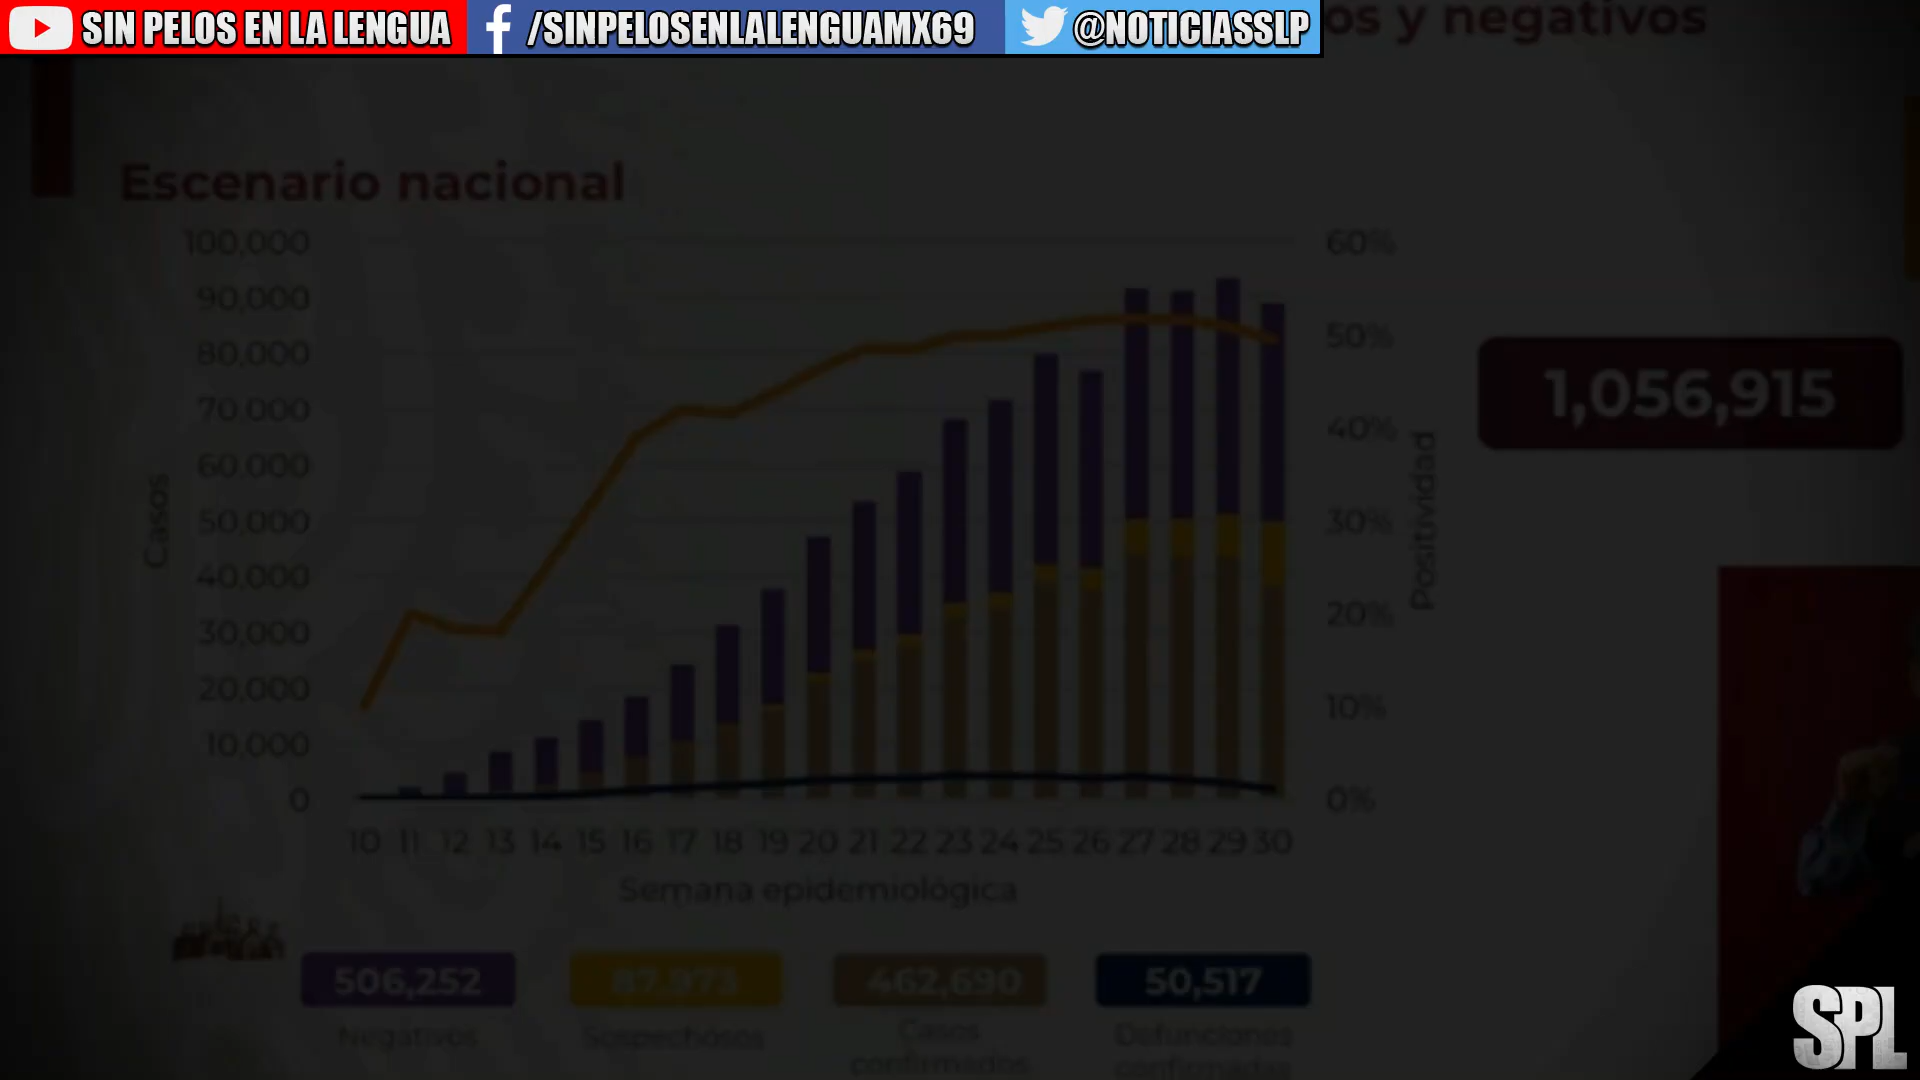 SIN PELOS EN LA LENGUA
/SINPELOSENLALENGUAMX69
@NOTICIASSLP
os y negativos
Escenario nacional
100,000
90,000
80,000
70,000
60,000
50,000
40,000
30,000
20,000
10,000
0
Casos
60%
50%
40%
30%
20%
10%
0%
Positividad
1,056,915
10 11 12 13 14 15 16 17 18 19 20 21 22 23 24 25 26 27 28 29 30
Semana epidemiológica
506,252
87,973
462,690
50,517
Negativos
Sospechosos
Casos
confirmados
Defunciones
confirmadas
SPL